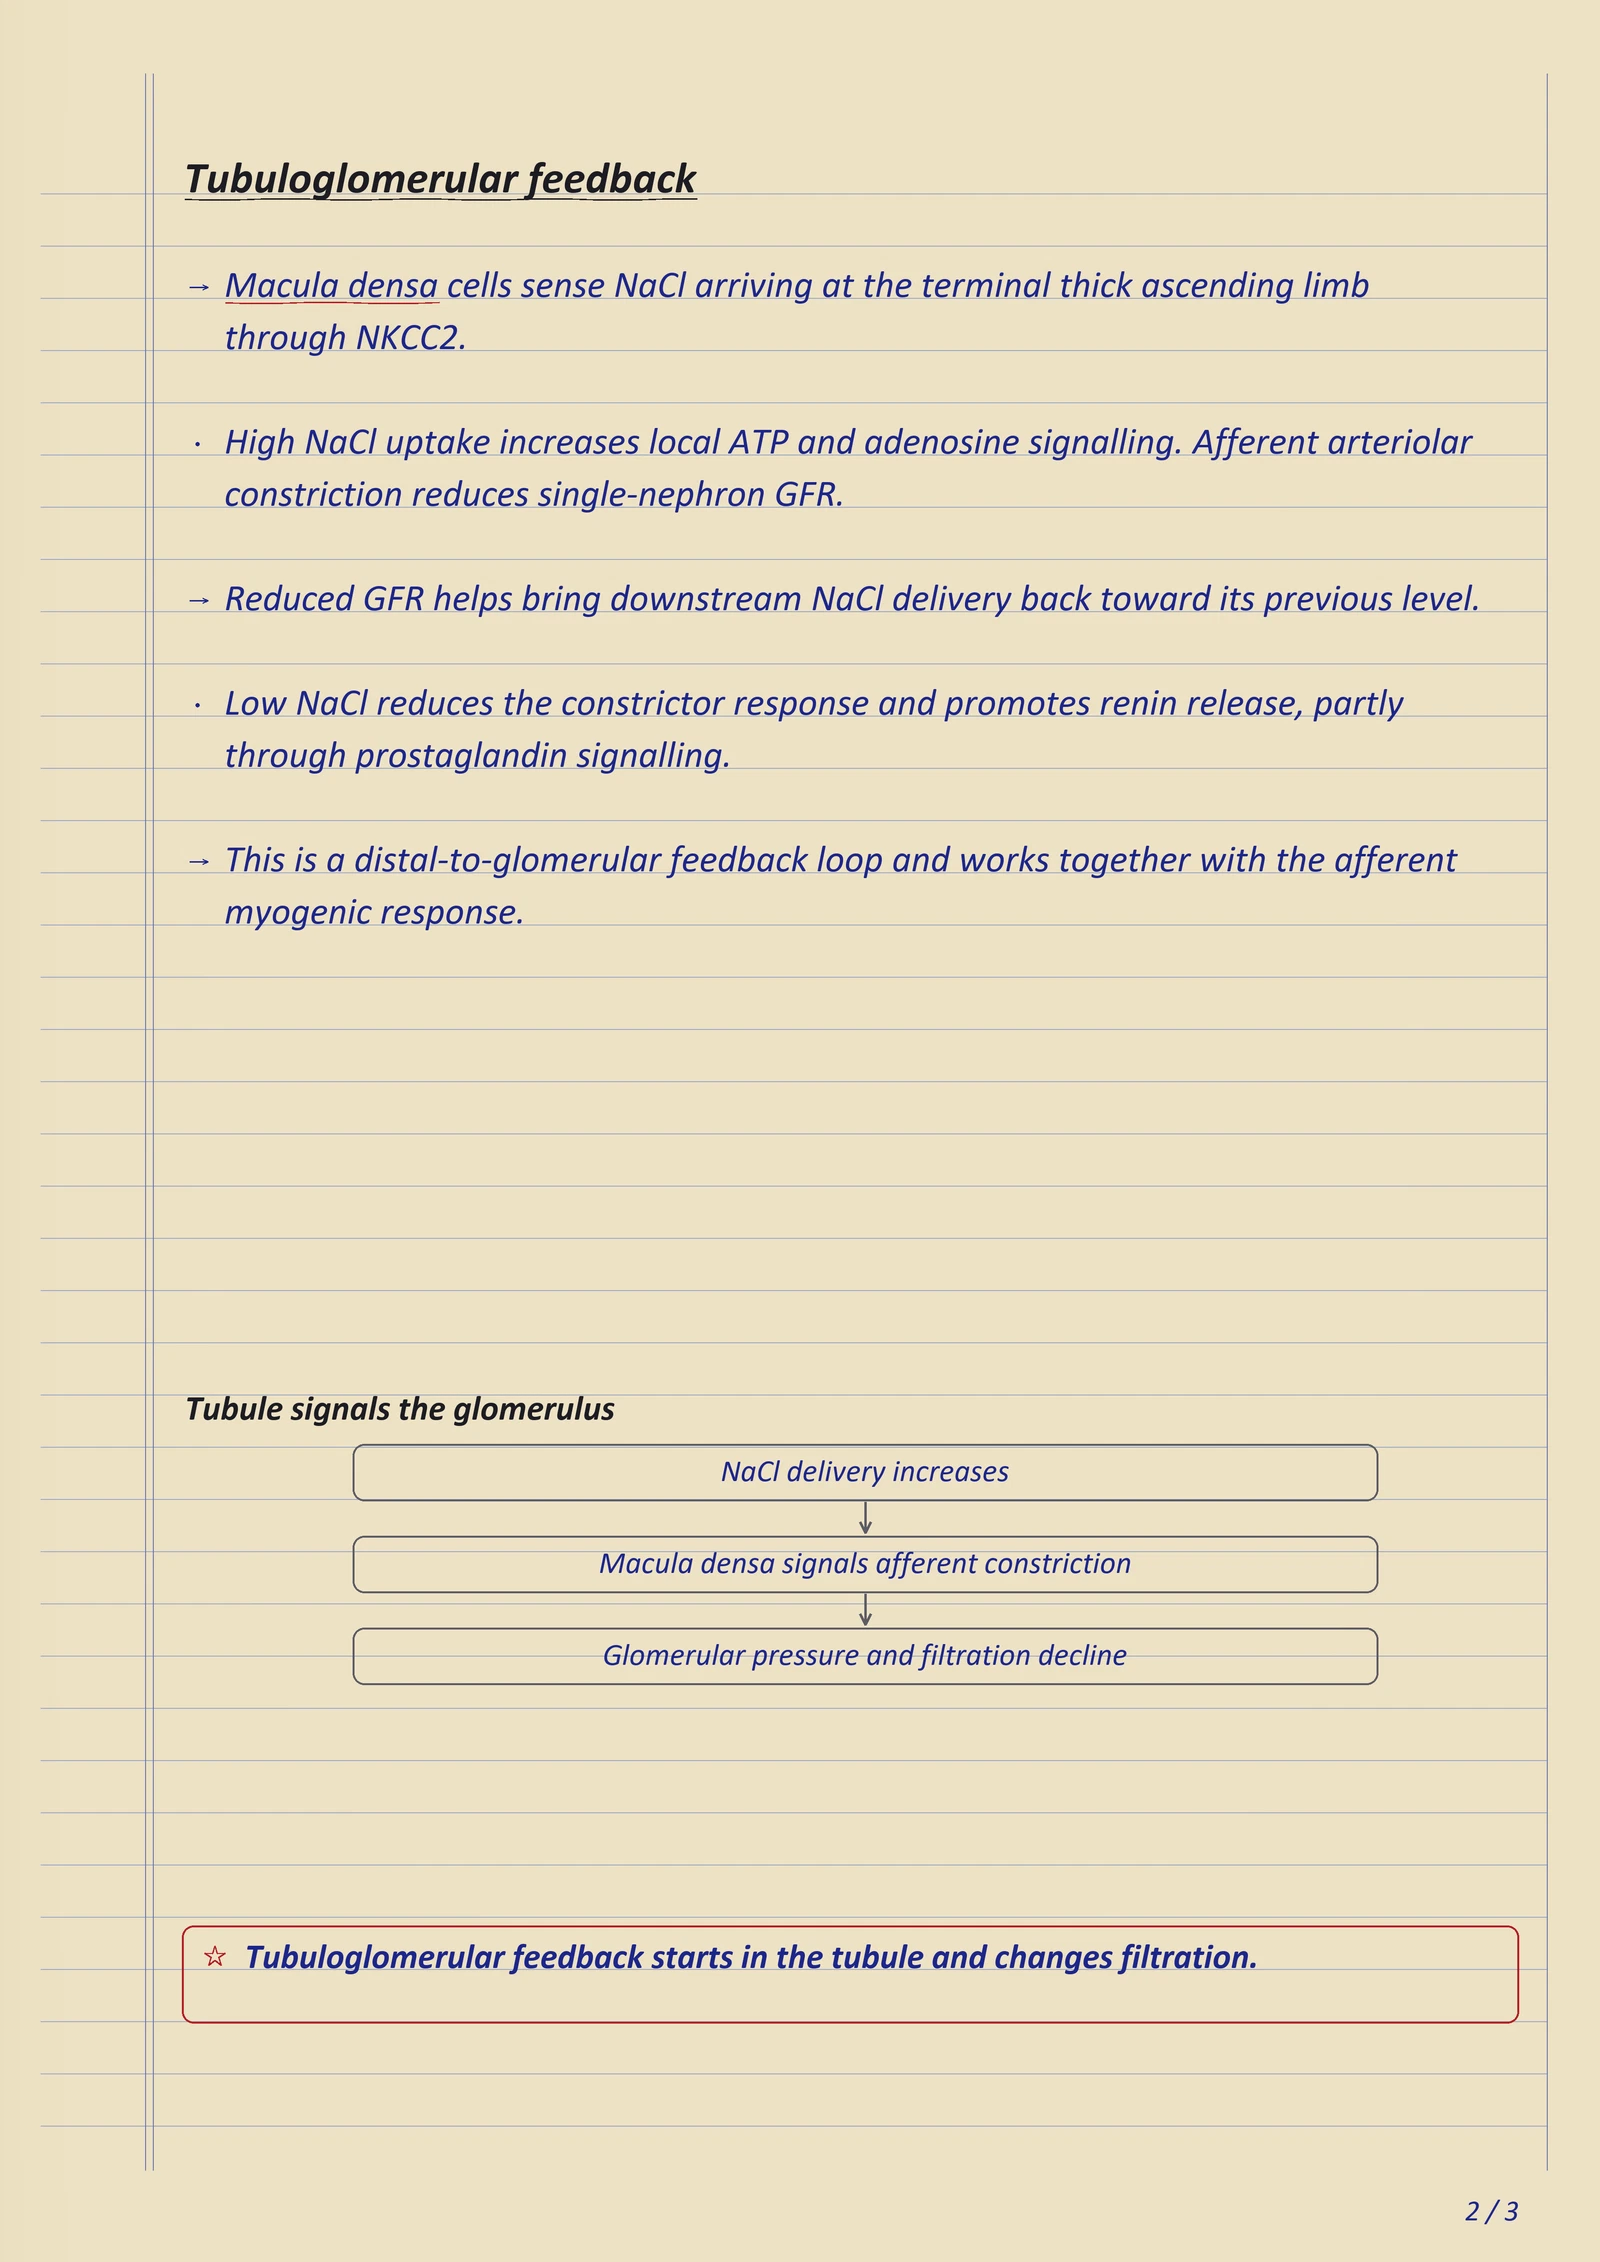 Tubuloglomerular feedback
→ Macula densa cells sense NaCl arriving at the terminal thick ascending limb
through NKCC2.
· High NaCl uptake increases local ATP and adenosine signalling. Afferent arteriolar
constriction reduces single-nephron GFR.
→ Reduced GFR helps bring downstream NaCl delivery back toward its previous level.
· Low NaCl reduces the constrictor response and promotes renin release, partly
through prostaglandin signalling.
→ This is a distal-to-glomerular feedback loop and works together with the afferent
myogenic response.
Tubule signals the glomerulus
NaCl delivery increases
Macula densa signals afferent constriction
Glomerular pressure and filtration decline
☆ Tubuloglomerular feedback starts in the tubule and changes filtration.
2 / 3